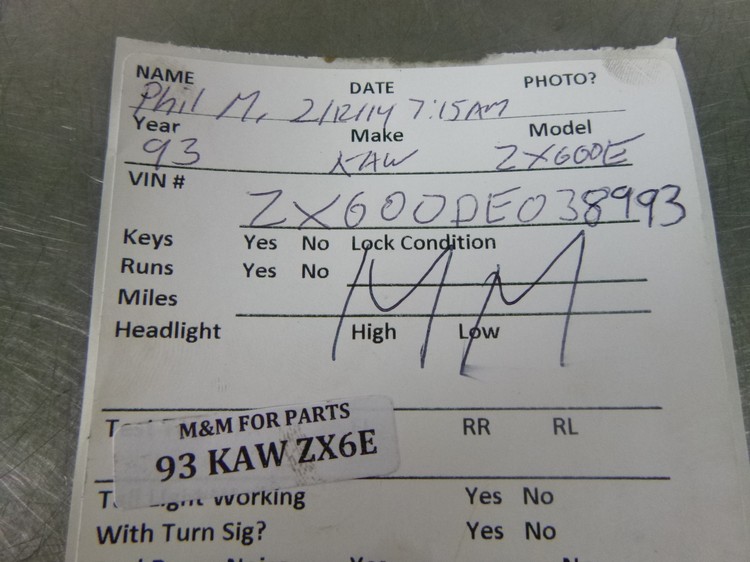 NAME DATE PHOTO?
Phil M. 2/12/14 7:15AM
Year Make Model
93 KAW ZX600E
VIN #
ZX600DE038993
Keys Yes No Lock Condition
Runs Yes No
Miles
MM
Headlight High Low
RR RL
M&M FOR PARTS
93 KAW ZX6E
Light Working Yes No
With Turn Sig? Yes No